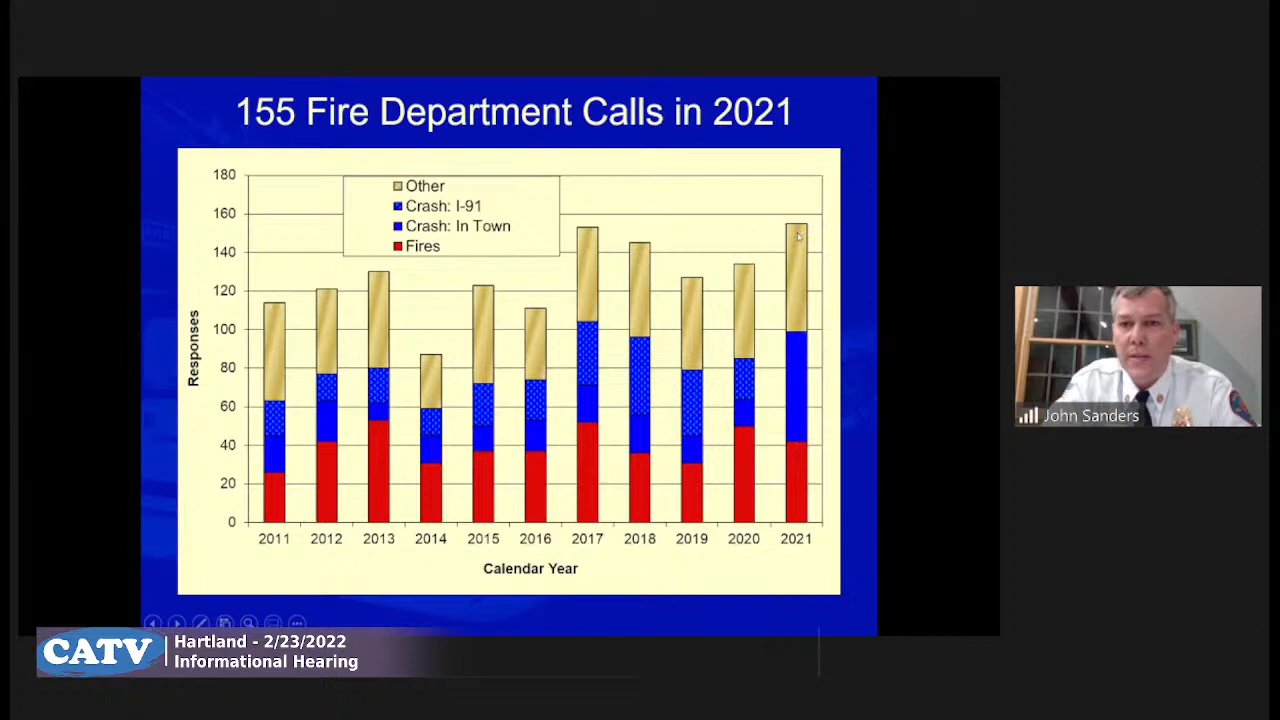 155 Fire Department Calls in 2021
180
160
140
120
100
80
60
40
20
0
Responses
Other
Crash: I-91
Crash: In Town
Fires
2011 2012 2013 2014 2015 2016 2017 2018 2019 2020 2021
Calendar Year
John Sanders
CATV
Hartland - 2/23/2022
Informational Hearing